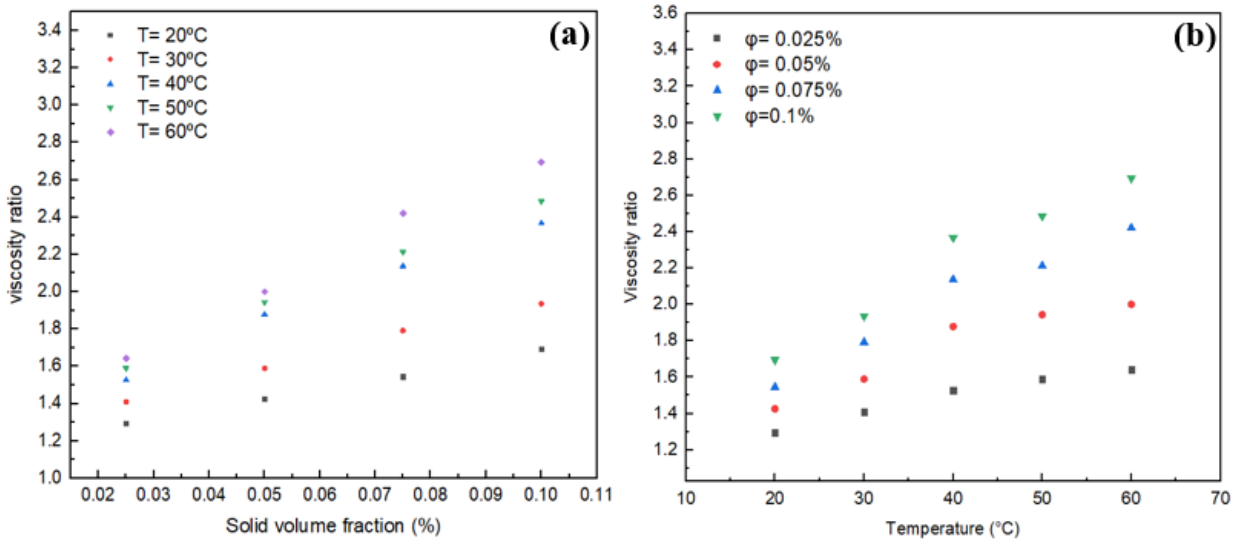 (a)
T= 20ºC
T= 30ºC
T= 40ºC
T= 50ºC
T= 60ºC
3.4
3.2
3.0
2.8
2.6
2.4
2.2
2.0
1.8
1.6
1.4
1.2
1.0
viscosity ratio
0.02 0.03 0.04 0.05 0.06 0.07 0.08 0.09 0.10 0.11
Solid volume fraction (%)
(b)
φ= 0.025%
φ= 0.05%
φ= 0.075%
φ=0.1%
3.6
3.4
3.2
3.0
2.8
2.6
2.4
2.2
2.0
1.8
1.6
1.4
1.2
Viscosity ratio
10 20 30 40 50 60 70
Temperature (°C)